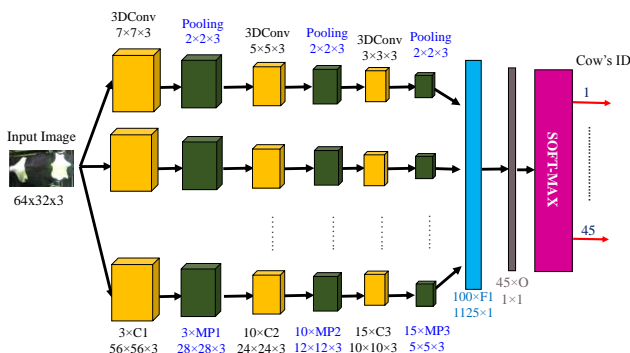 3DConv
7×7×3
Pooling
2×2×3
3DConv
5×5×3
Pooling
2×2×3
3DConv
3×3×3
Pooling
2×2×3
Cow's ID
1
Input Image
64x32x3
SOFT-MAX
45
3×C1
56×56×3
3×MP1
28×28×3
10×C2
24×24×3
10×MP2
12×12×3
15×C3
10×10×3
15×MP3
5×5×3
100×F1
1125×1
45×O
1×1